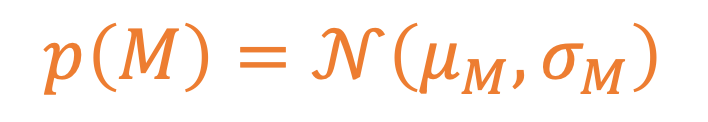 p(M) = 𝒩(μ_M, σ_M)